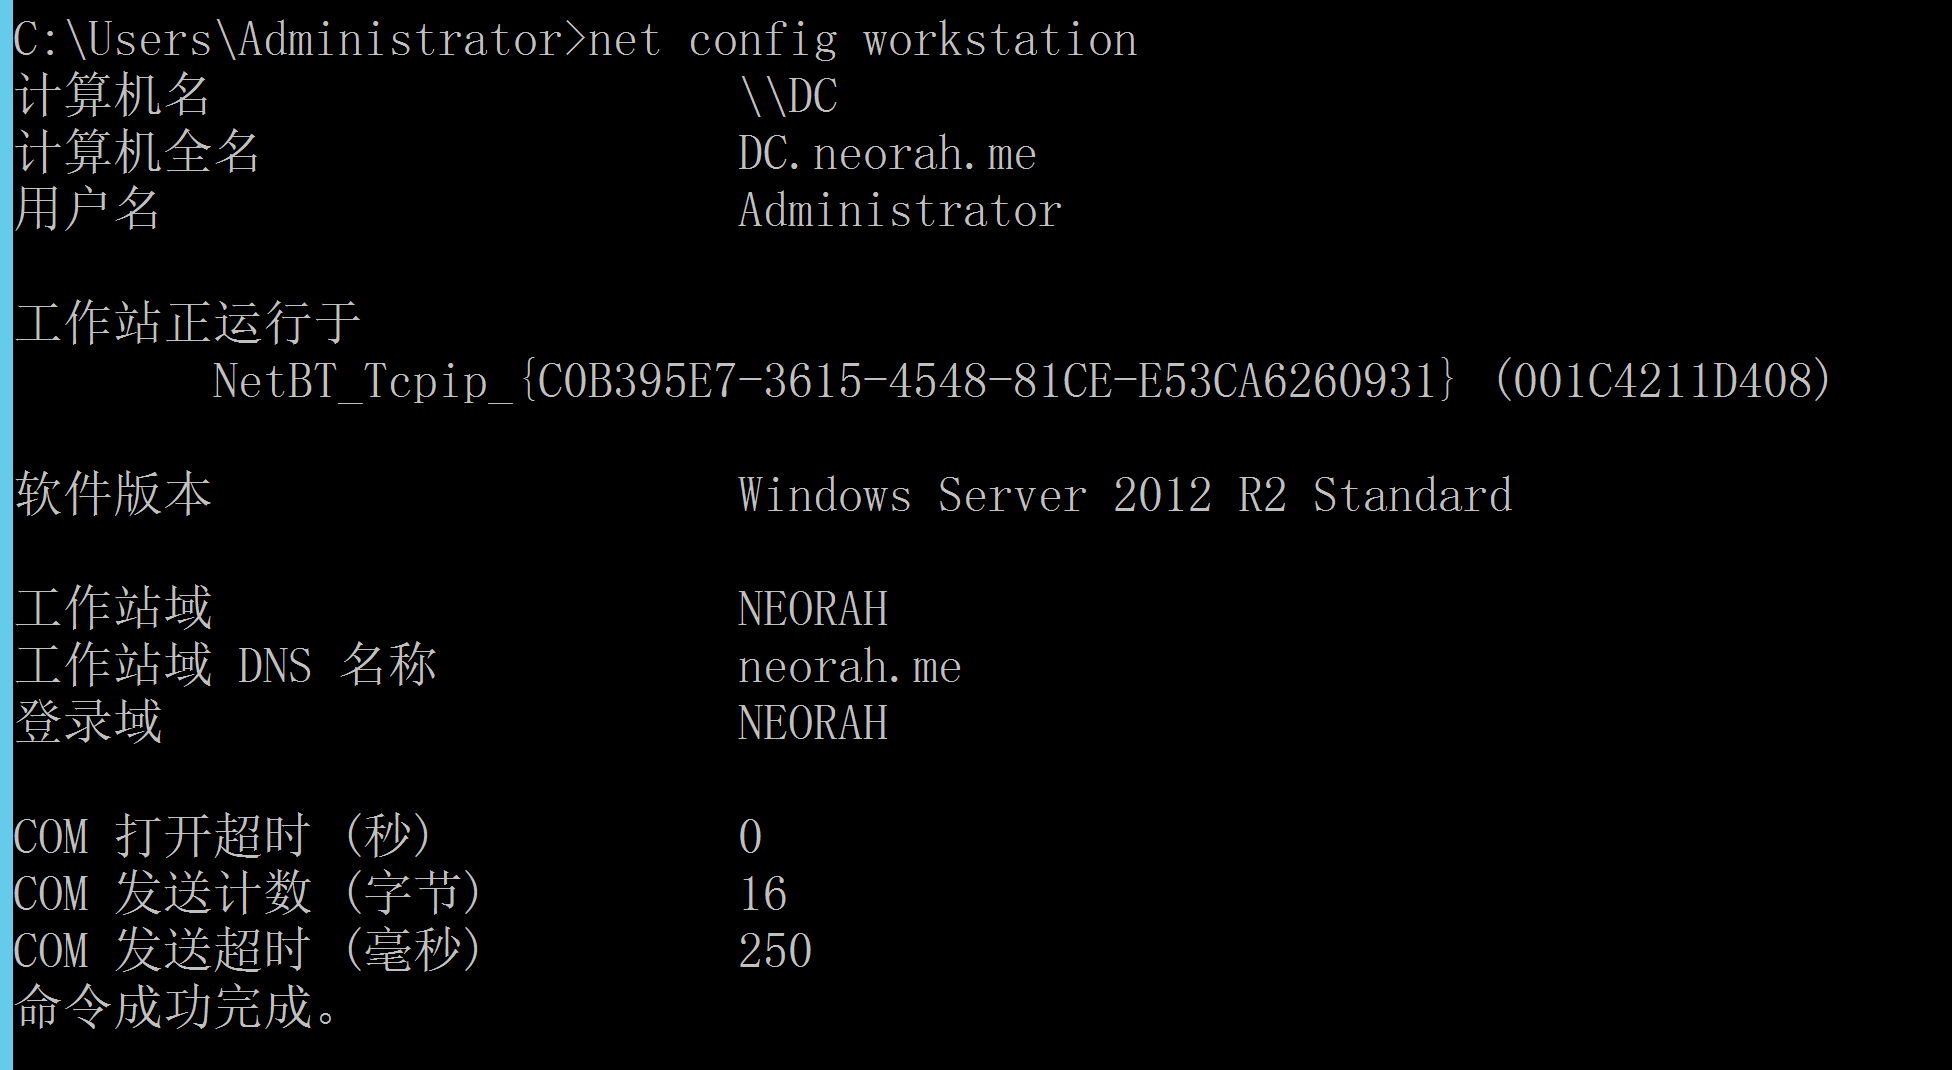 C:\Users\Administrator>net config workstation
计算机名 \\DC
计算机全名 DC.neorah.me
用户名 Administrator
工作站正运行于
NetBT_Tcpip_{C0B395E7-3615-4548-81CE-E53CA6260931} (001C4211D408)
软件版本 Windows Server 2012 R2 Standard
工作站域 NEORAH
工作站域 DNS 名称 neorah.me
登录域 NEORAH
COM 打开超时 (秒) 0
COM 发送计数 (字节) 16
COM 发送超时 (毫秒) 250
命令成功完成。